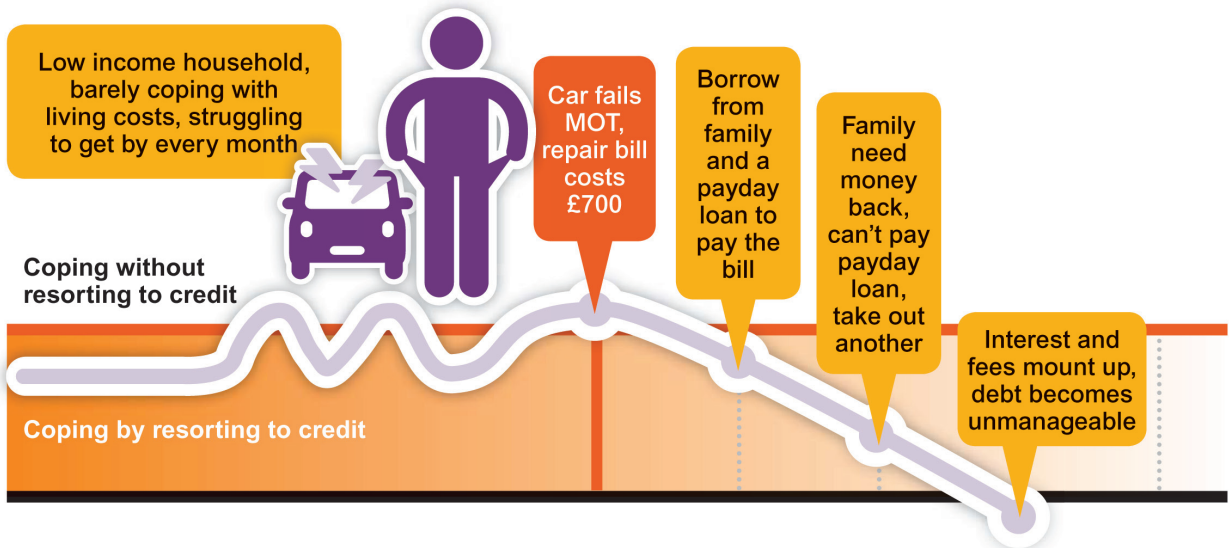 Low income household,
barely coping with
living costs, struggling
to get by every month
Car fails
MOT,
repair bill
costs
£700
Borrow
from
family
and a
payday
loan to
pay the
bill
Family
need
money
back,
can't pay
payday
loan,
take out
another
Interest and
fees mount up,
debt becomes
unmanageable
Coping without
resorting to credit
Coping by resorting to credit